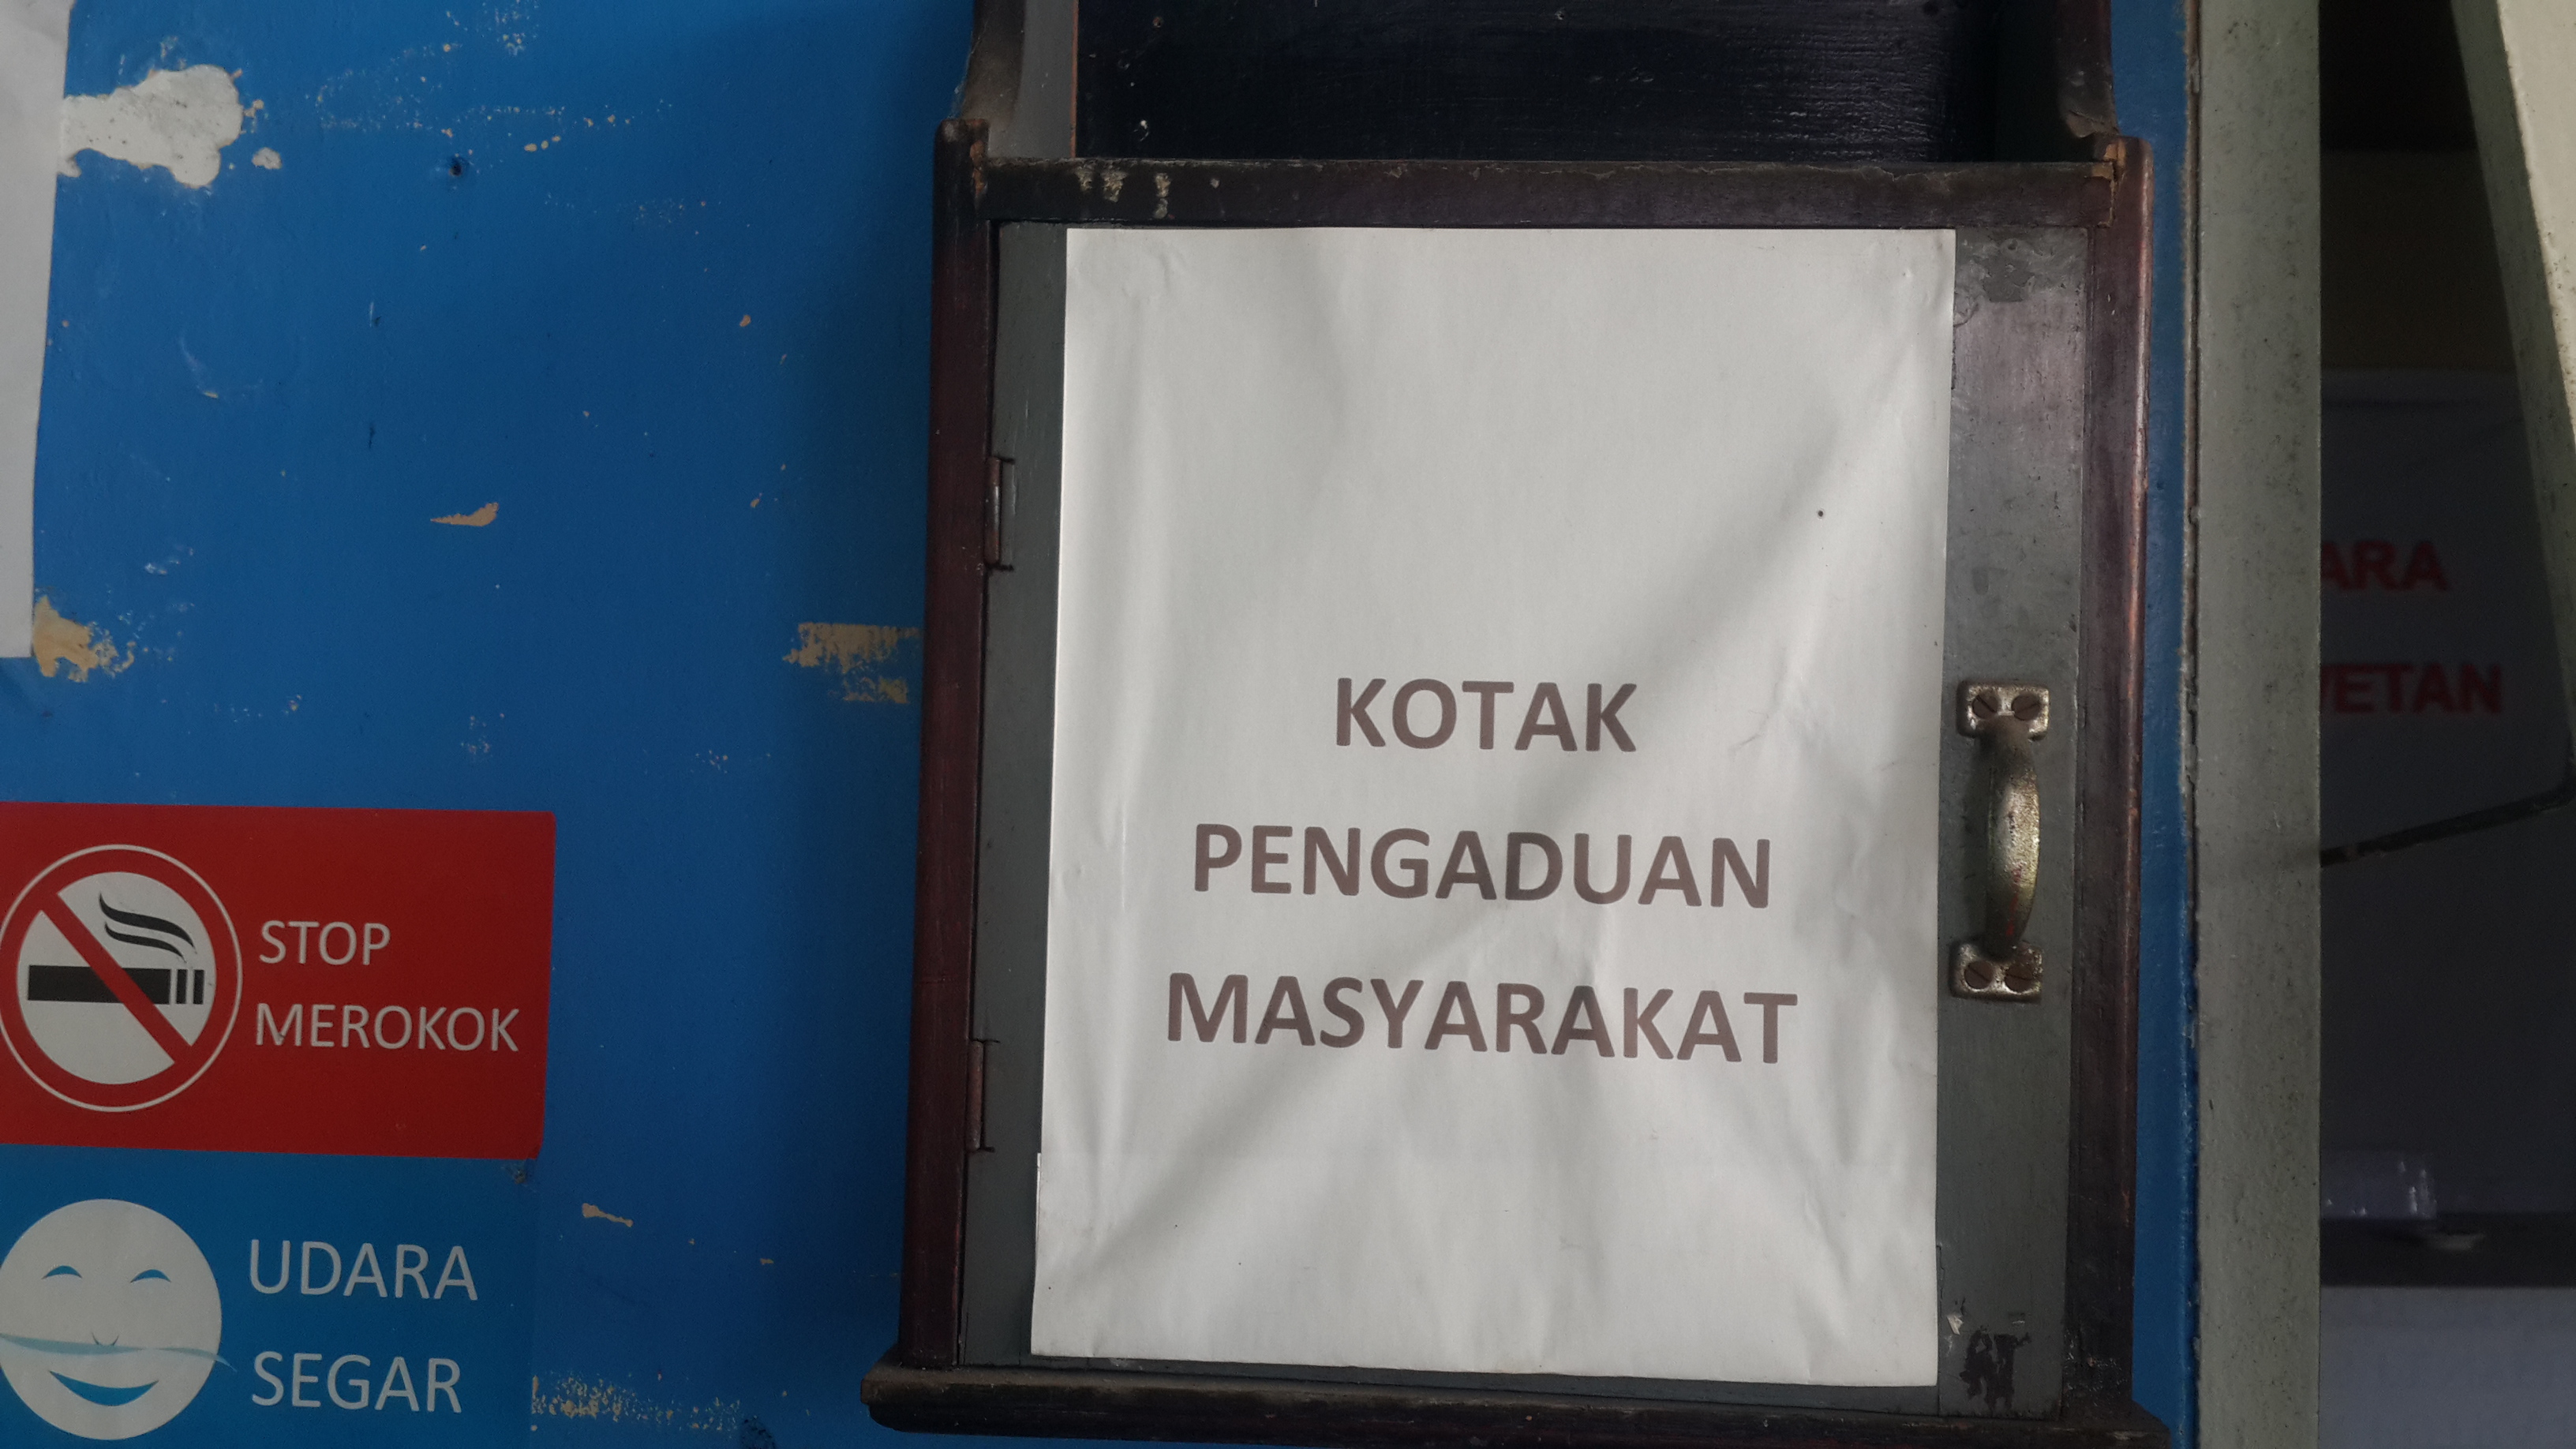 KOTAK
PENGADUAN
MASYARAKAT
STOP
MEROKOK
UDARA
SEGAR